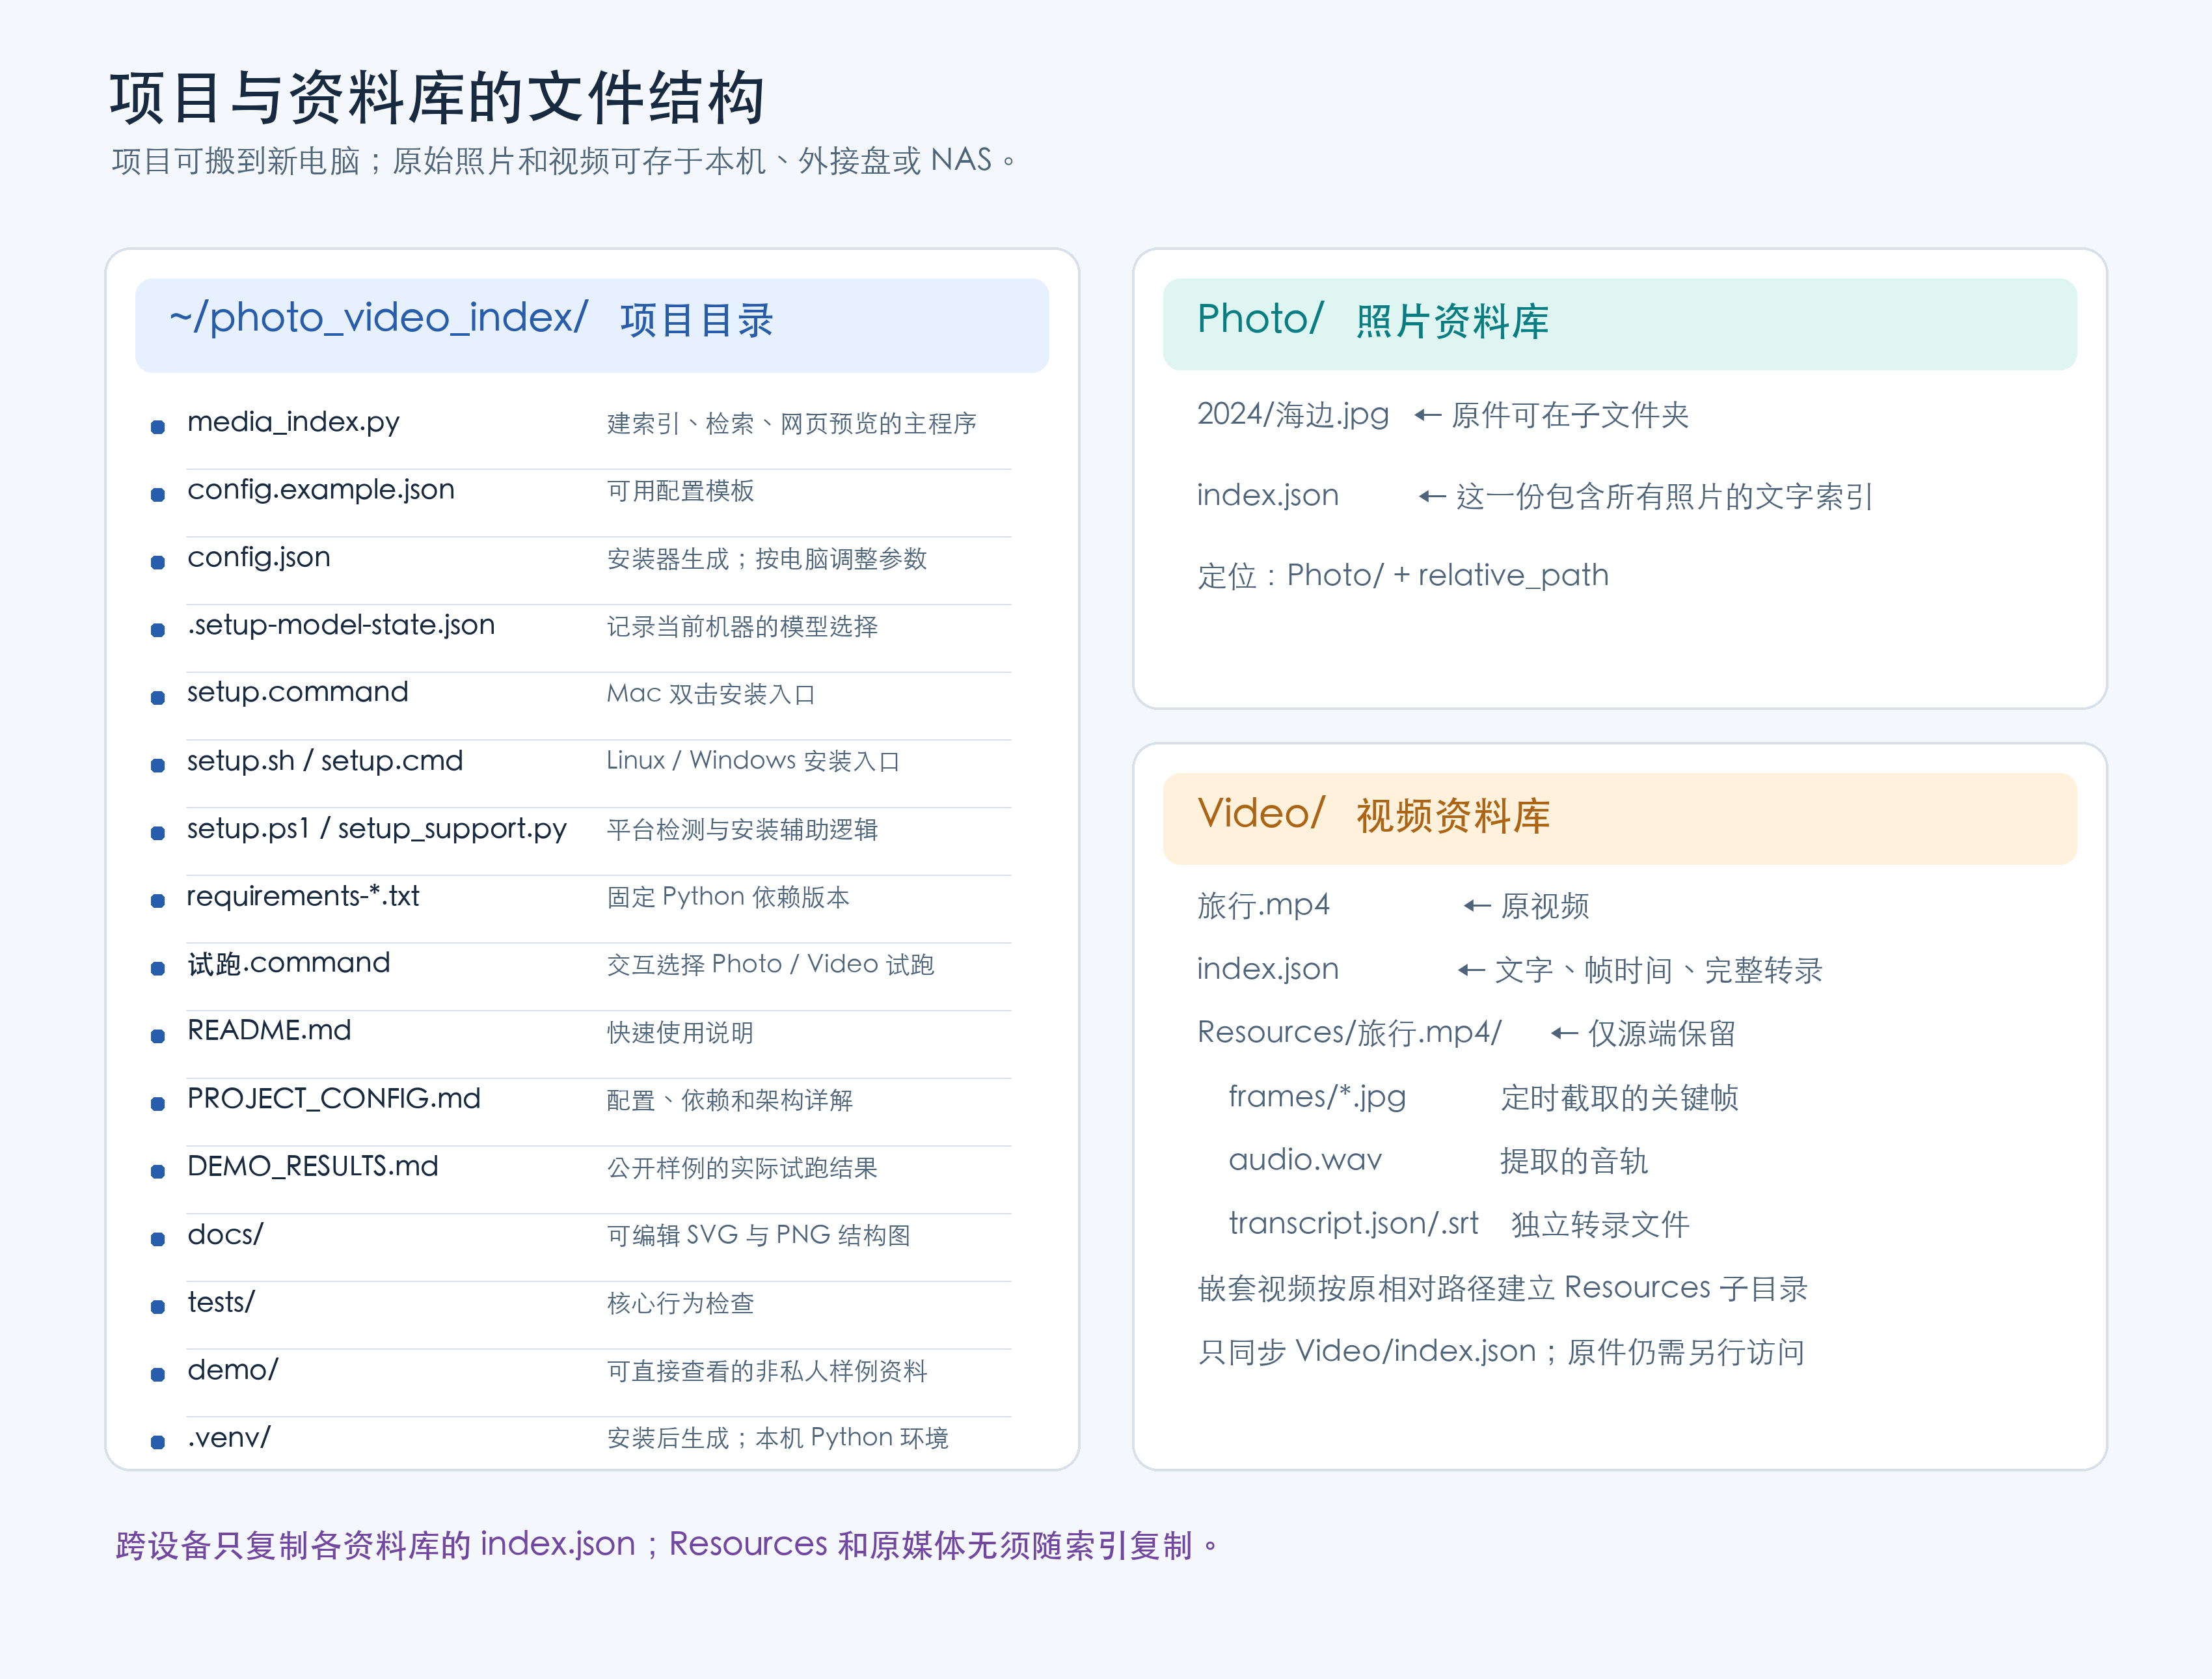 项目与资料库的文件结构
项目可搬到新电脑；原始照片和视频可存于本机、外接盘或 NAS。
~/photo_video_index/ 项目目录
media_index.py 建索引、检索、网页预览的主程序
config.example.json 可用配置模板
config.json 安装器生成；按电脑调整参数
.setup-model-state.json 记录当前机器的模型选择
setup.command Mac 双击安装入口
setup.sh / setup.cmd Linux / Windows 安装入口
setup.ps1 / setup_support.py 平台检测与安装辅助逻辑
requirements-*.txt 固定 Python 依赖版本
试跑.command 交互选择 Photo / Video 试跑
README.md 快速使用说明
PROJECT_CONFIG.md 配置、依赖和架构详解
DEMO_RESULTS.md 公开样例的实际试跑结果
docs/ 可编辑 SVG 与 PNG 结构图
tests/ 核心行为检查
demo/ 可直接查看的非私人样例资料
.venv/ 安装后生成；本机 Python 环境
Photo/ 照片资料库
2024/海边.jpg ← 原件可在子文件夹
index.json ← 这一份包含所有照片的文字索引
定位：Photo/ + relative_path
Video/ 视频资料库
旅行.mp4 ← 原视频
index.json ← 文字、帧时间、完整转录
Resources/旅行.mp4/ ← 仅源端保留
frames/*.jpg 定时截取的关键帧
audio.wav 提取的音轨
transcript.json/.srt 独立转录文件
嵌套视频按原相对路径建立 Resources 子目录
只同步 Video/index.json；原件仍需另行访问
跨设备只复制各资料库的 index.json；Resources 和原媒体无须随索引复制。